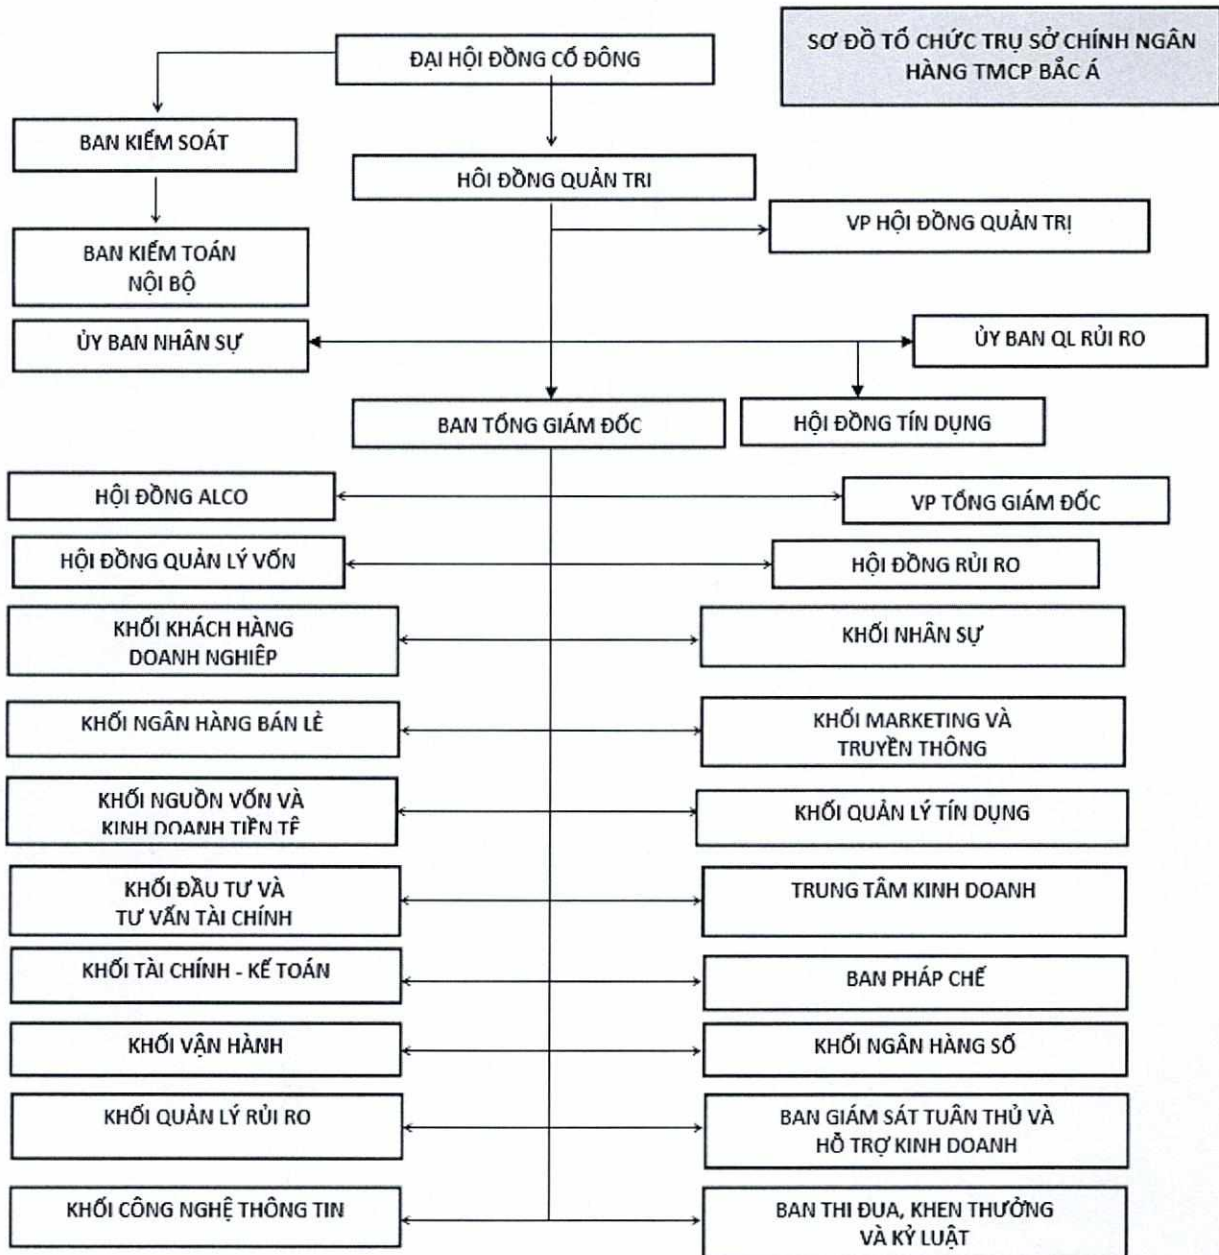 SƠ ĐỒ TỔ CHỨC TRỤ SỞ CHÍNH NGÂN
HÀNG TMCP BẮC Á
ĐẠI HỘI ĐỒNG CỔ ĐÔNG
BAN KIỂM SOÁT
HÔI ĐỒNG QUẢN TRI
VP HỘI ĐỒNG QUẢN TRỊ
BAN KIỂM TOÁN
NỘI BỘ
ỦY BAN NHÂN SỰ
ỦY BAN QL RỦI RO
BAN TỔNG GIÁM ĐỐC
HỘI ĐỒNG TÍN DỤNG
HỘI ĐỒNG ALCO
VP TỔNG GIÁM ĐỐC
HỘI ĐỒNG QUẢN LÝ VỐN
HỘI ĐỒNG RỦI RO
KHỐI KHÁCH HÀNG
DOANH NGHIÊP
KHỐI NHÂN SỰ
KHỐI NGÂN HÀNG BÁN LẺ
KHỐI MARKETING VÀ
TRUYỀN THÔNG
KHỐI NGUỒN VỐN VÀ
KINH DOANH TIỀN TÊ
KHỐI QUẢN LÝ TÍN DỤNG
KHỐI ĐẦU TƯ VÀ
TƯ VẤN TÀI CHÍNH
TRUNG TÂM KINH DOANH
KHỐI TÀI CHÍNH - KẾ TOÁN
BAN PHÁP CHẾ
KHỐI VẬN HÀNH
KHỐI NGÂN HÀNG SỐ
KHỐI QUẢN LÝ RỦI RO
BAN GIÁM SÁT TUÂN THỦ VÀ
HỖ TRỢ KINH DOANH
KHỐI CÔNG NGHỆ THÔNG TIN
BAN THI ĐUA, KHEN THƯỞNG
VÀ KỶ LUẬT